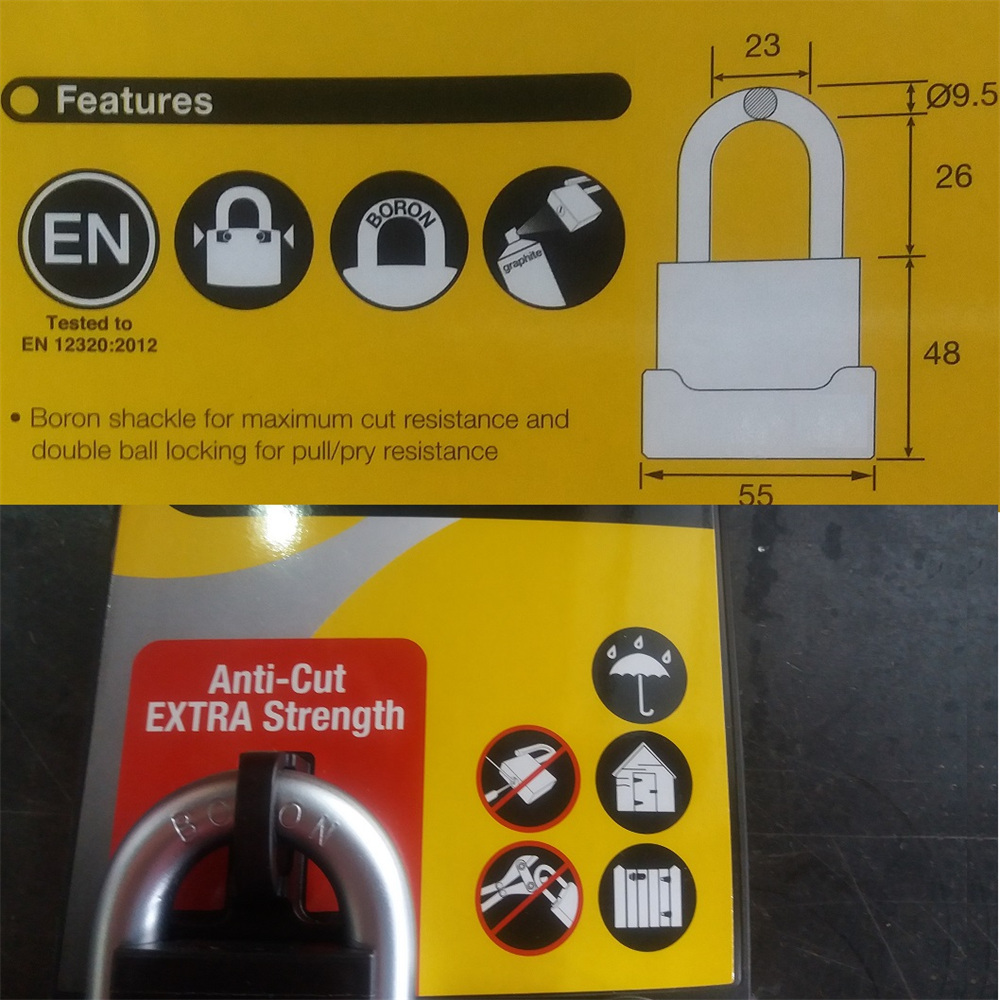 Features
23
Ø9.5
26
48
55
EN
BORON
graphite
Tested to
EN 12320:2012
• Boron shackle for maximum cut resistance and
double ball locking for pull/pry resistance
Anti-Cut
EXTRA Strength
BORON